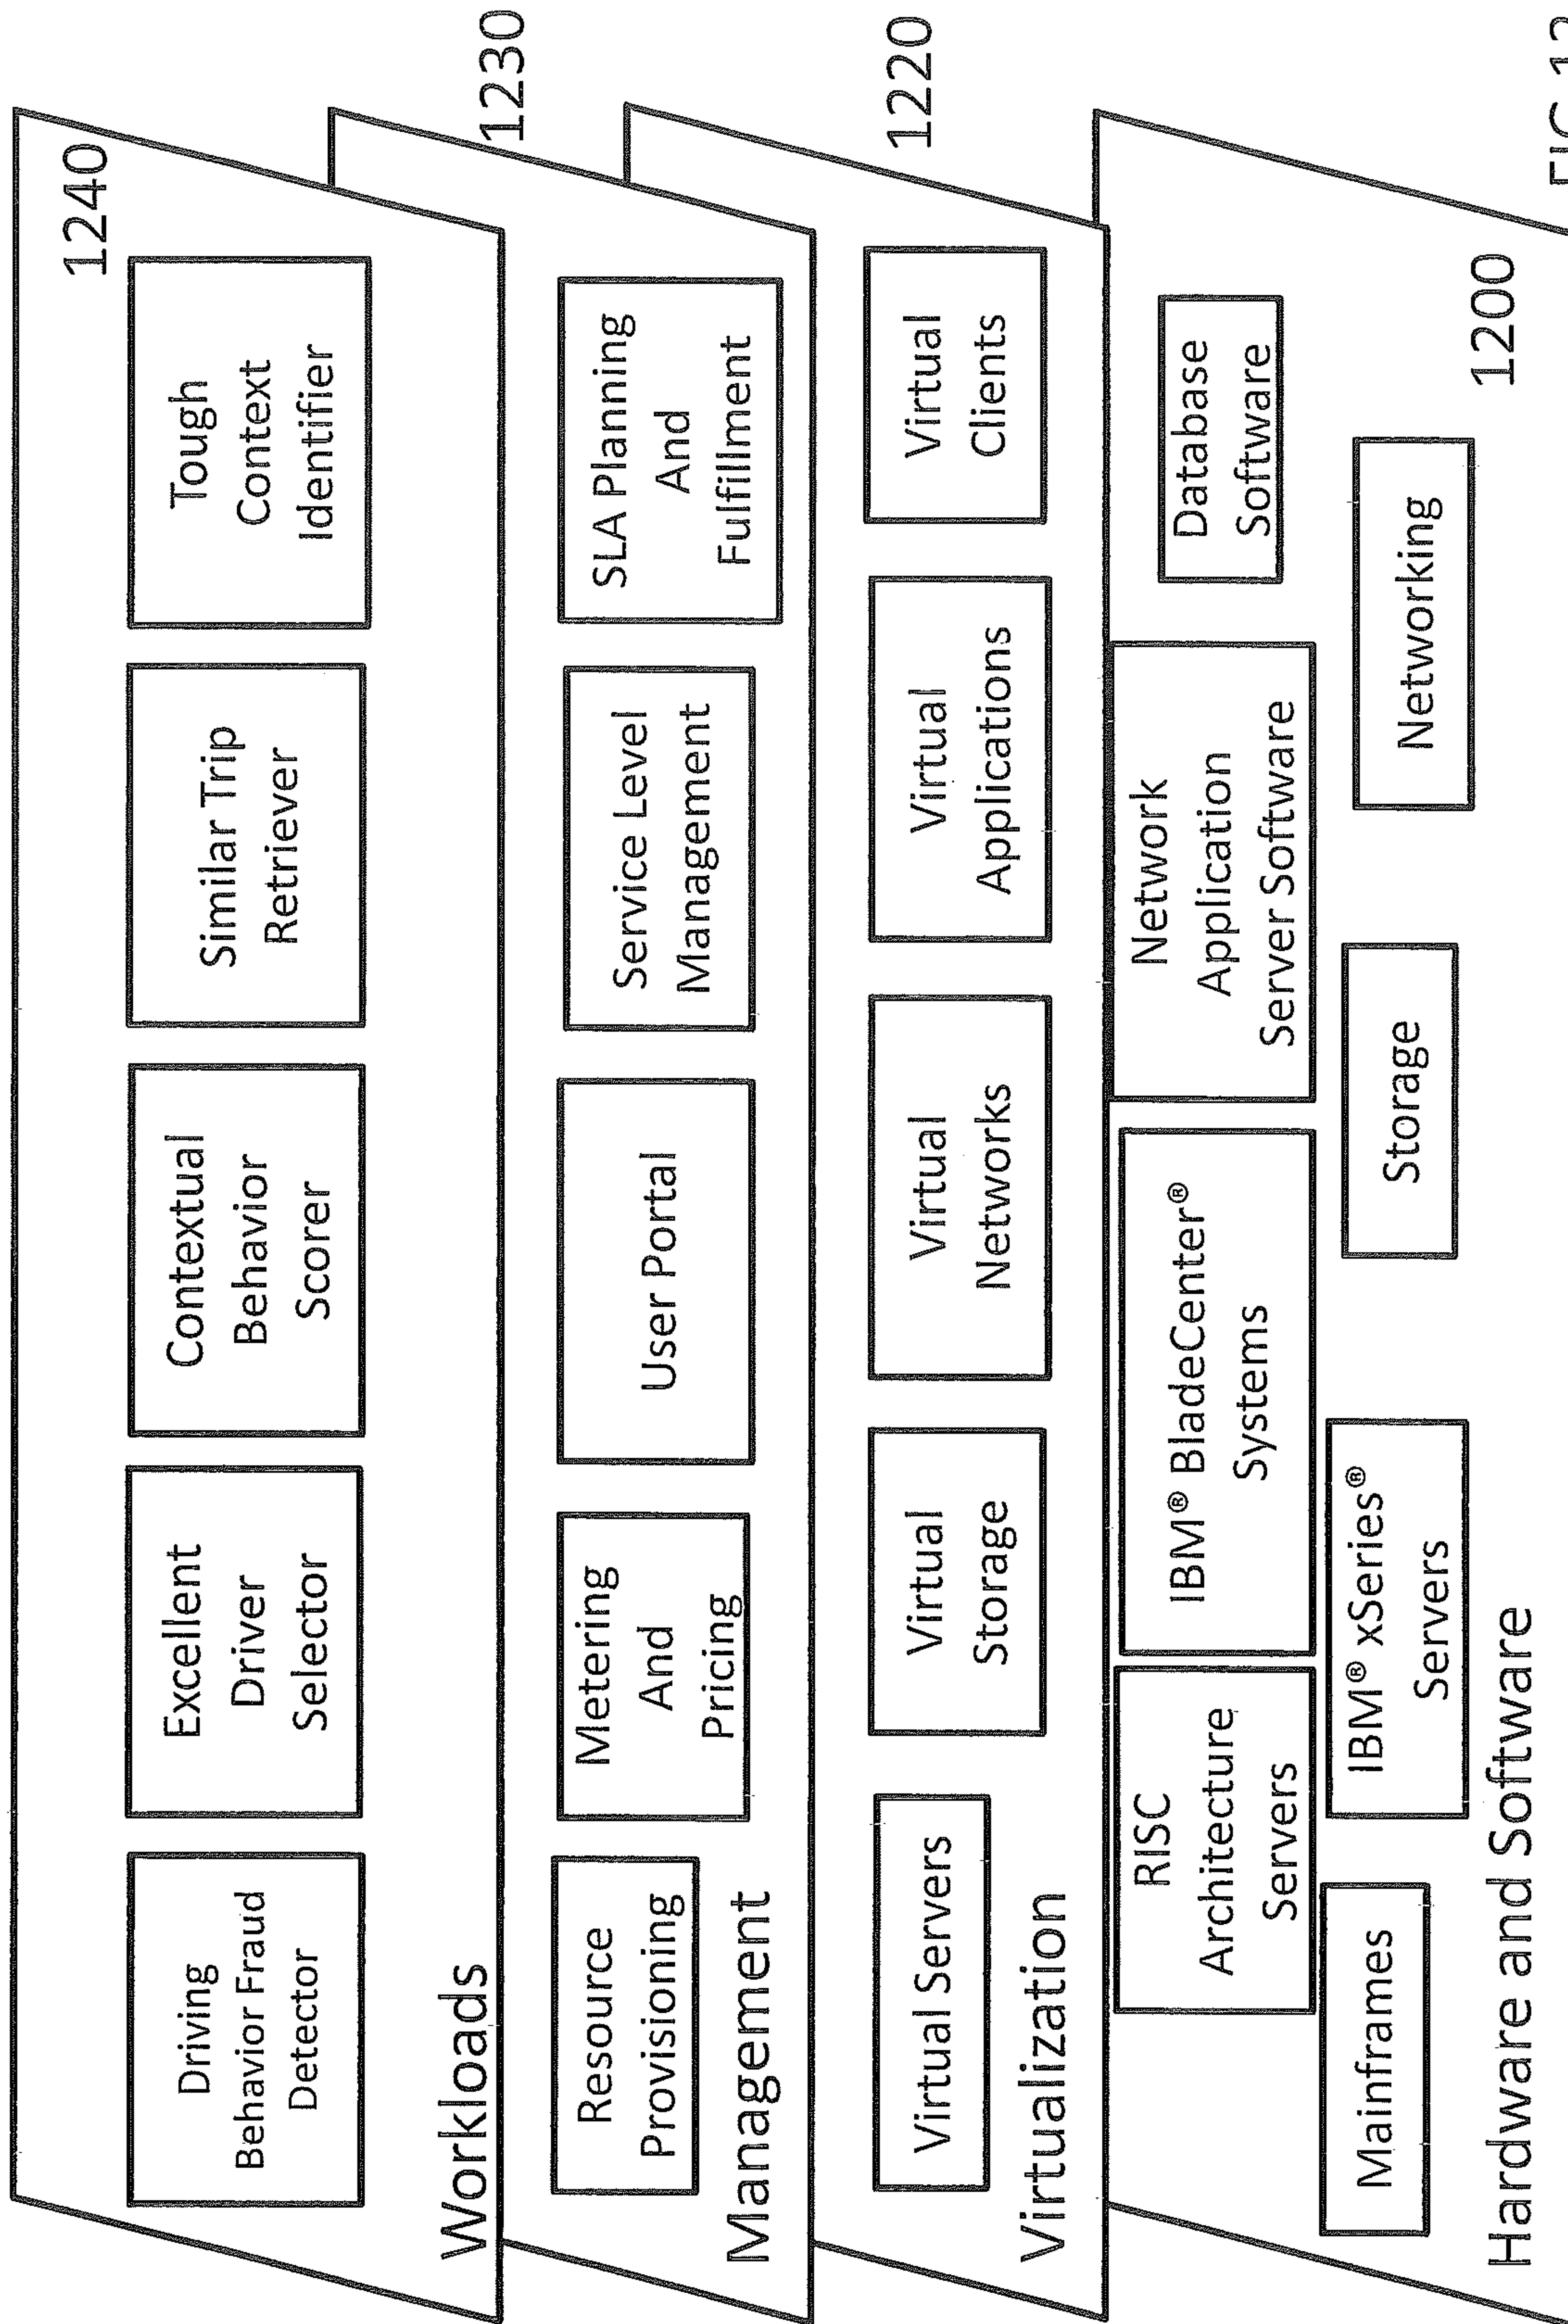 1240
Driving
Behavior Fraud
Detector
Excellent
Driver
Selector
Contextual
Behavior
Scorer
Similar Trip
Retriever
Tough
Context
Identifier
Workloads
1230
Resource
Provisioning
Metering
And
Pricing
User Portal
Service Level
Management
SLA Planning
And
Fulfillment
Management
1220
Virtual Servers
Virtual
Storage
Virtual
Networks
Virtual
Applications
Virtual
Clients
Virtualization
RISC
Architecture
Servers
IBM® BladeCenter®
Systems
Network
Application
Server Software
Database
Software
Mainframes
IBM® xSeries®
Servers
Storage
Networking
Hardware and Software
1200